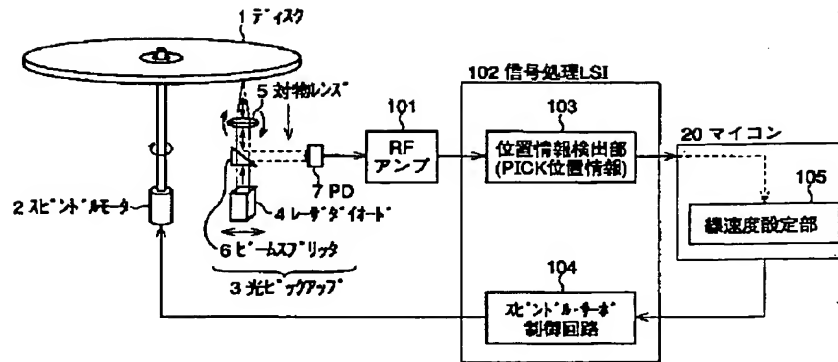 1 ディスク
102 信号処理LSI
5 対物レンズ
101
RF
アンプ
103
位置情報検出部
(PICK位置情報)
20 マイコン
105
線速度設定部
7 PD
2 スピンドルモータ
4 レーザダイオード
6 ビームスプリッタ
3 光ピックアップ
104
スピンドル・サーボ
制御回路